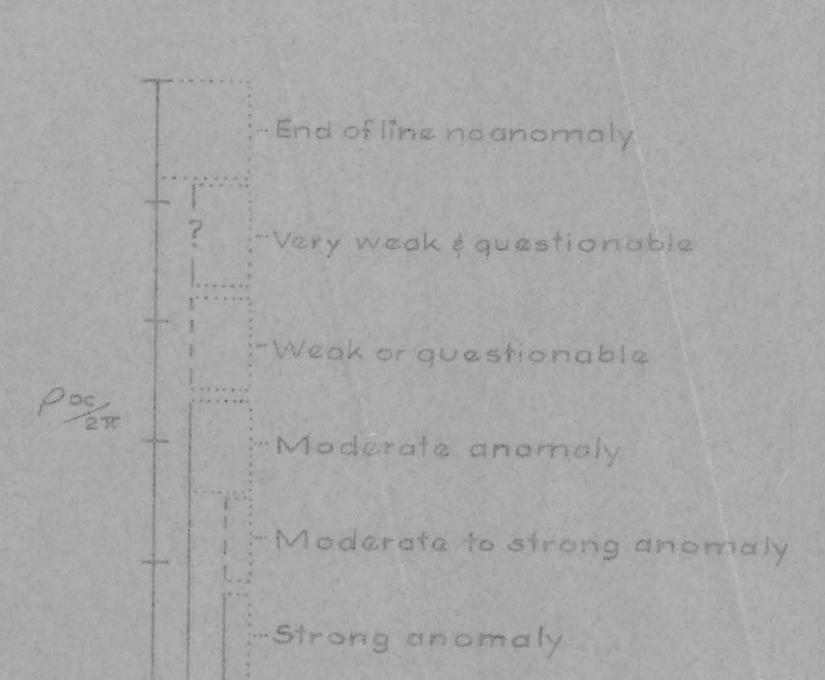 End of line no anomaly
?
Very weak & questionable
Weak or questionable
ρ DC/2π
Moderate anomaly
Moderate to strong anomaly
Strong anomaly